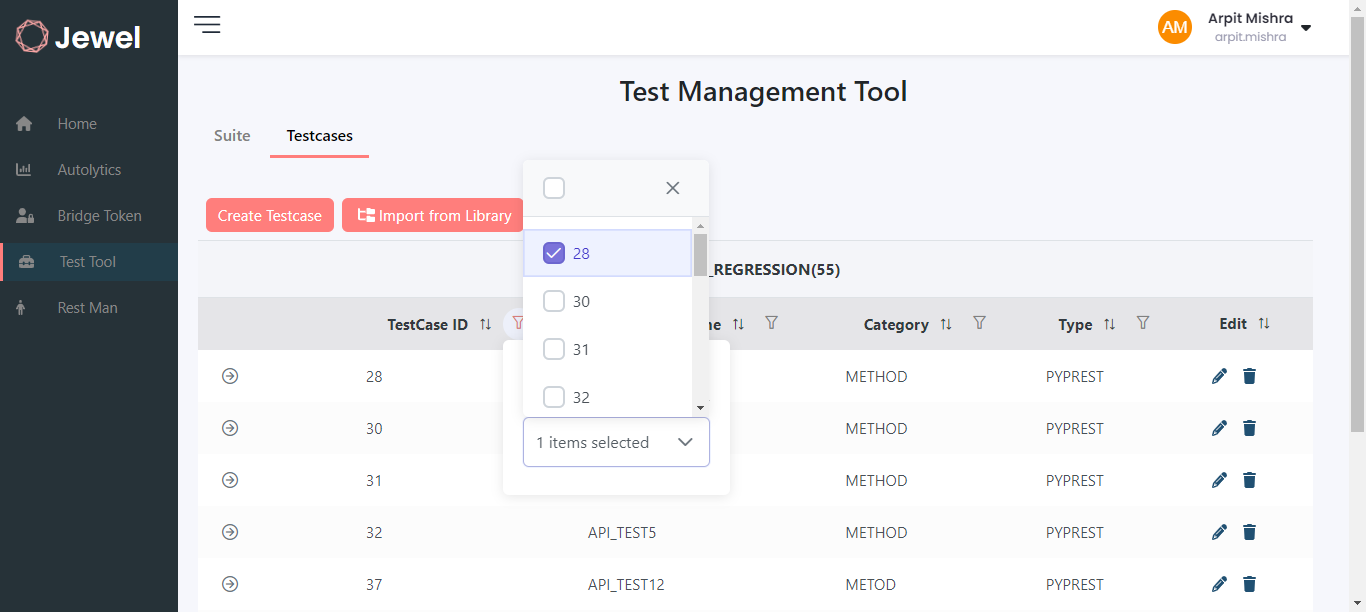 Jewel
Home
Autolytics
Bridge Token
Test Tool
Rest Man
AM
Arpit Mishra
arpit.mishra
Test Management Tool
Suite Testcases
Create Testcase Import from Library
28
30
31
32
1 items selected
_REGRESSION(55)
TestCase ID Category Type Edit
28 METHOD PYPREST
30 METHOD PYPREST
31 METHOD PYPREST
32 API_TEST5 METHOD PYPREST
37 API_TEST12 METOD PYPREST